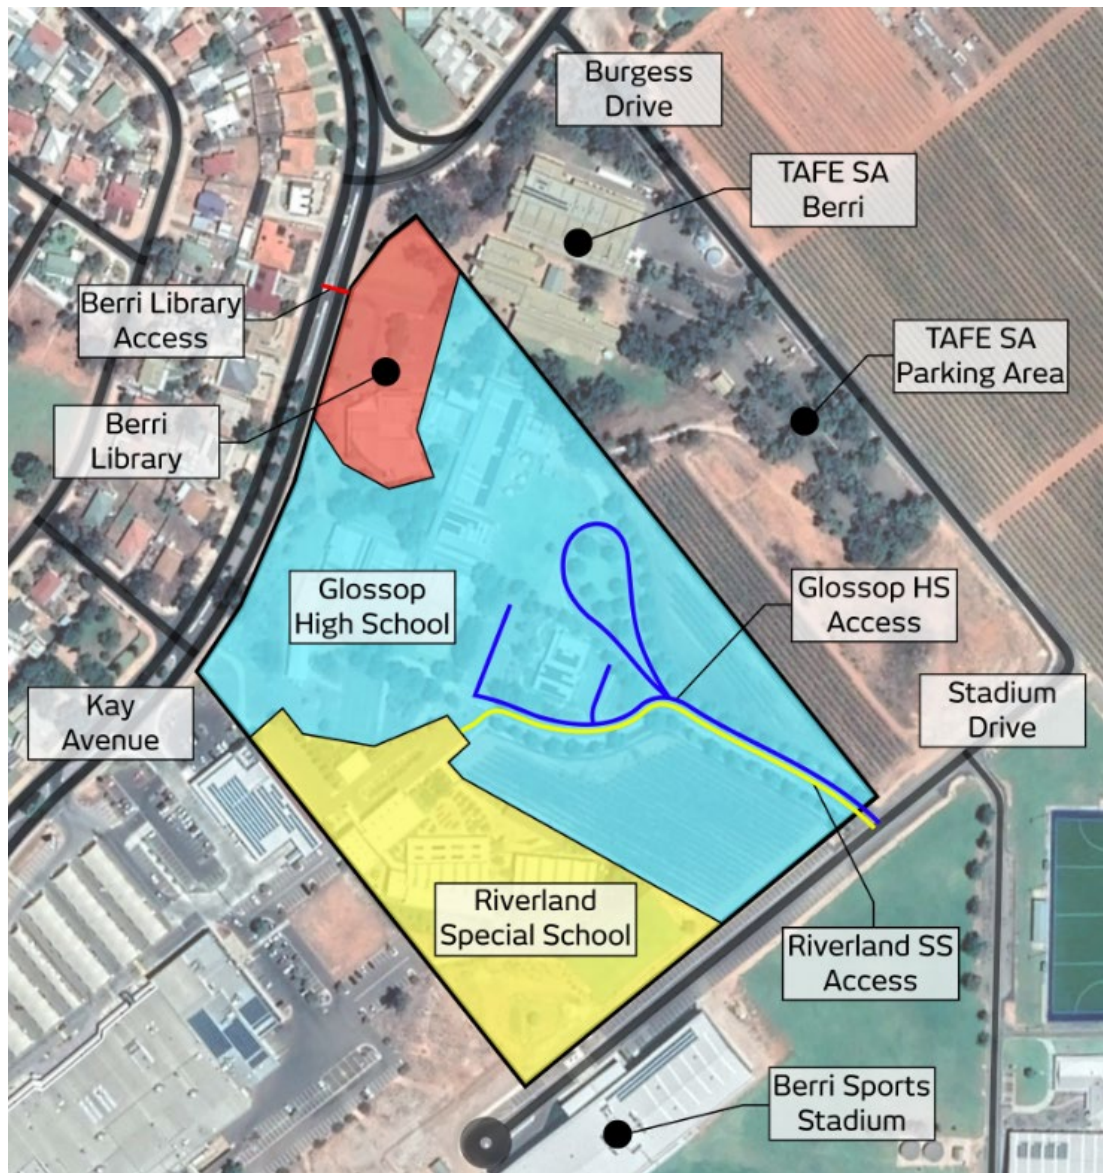 Burgess
Drive
TAFE SA
Berri
Berri Library
Access
TAFE SA
Parking Area
Berri
Library
Glossop
High School
Glossop HS
Access
Kay
Avenue
Stadium
Drive
Riverland
Special School
Riverland SS
Access
Berri Sports
Stadium